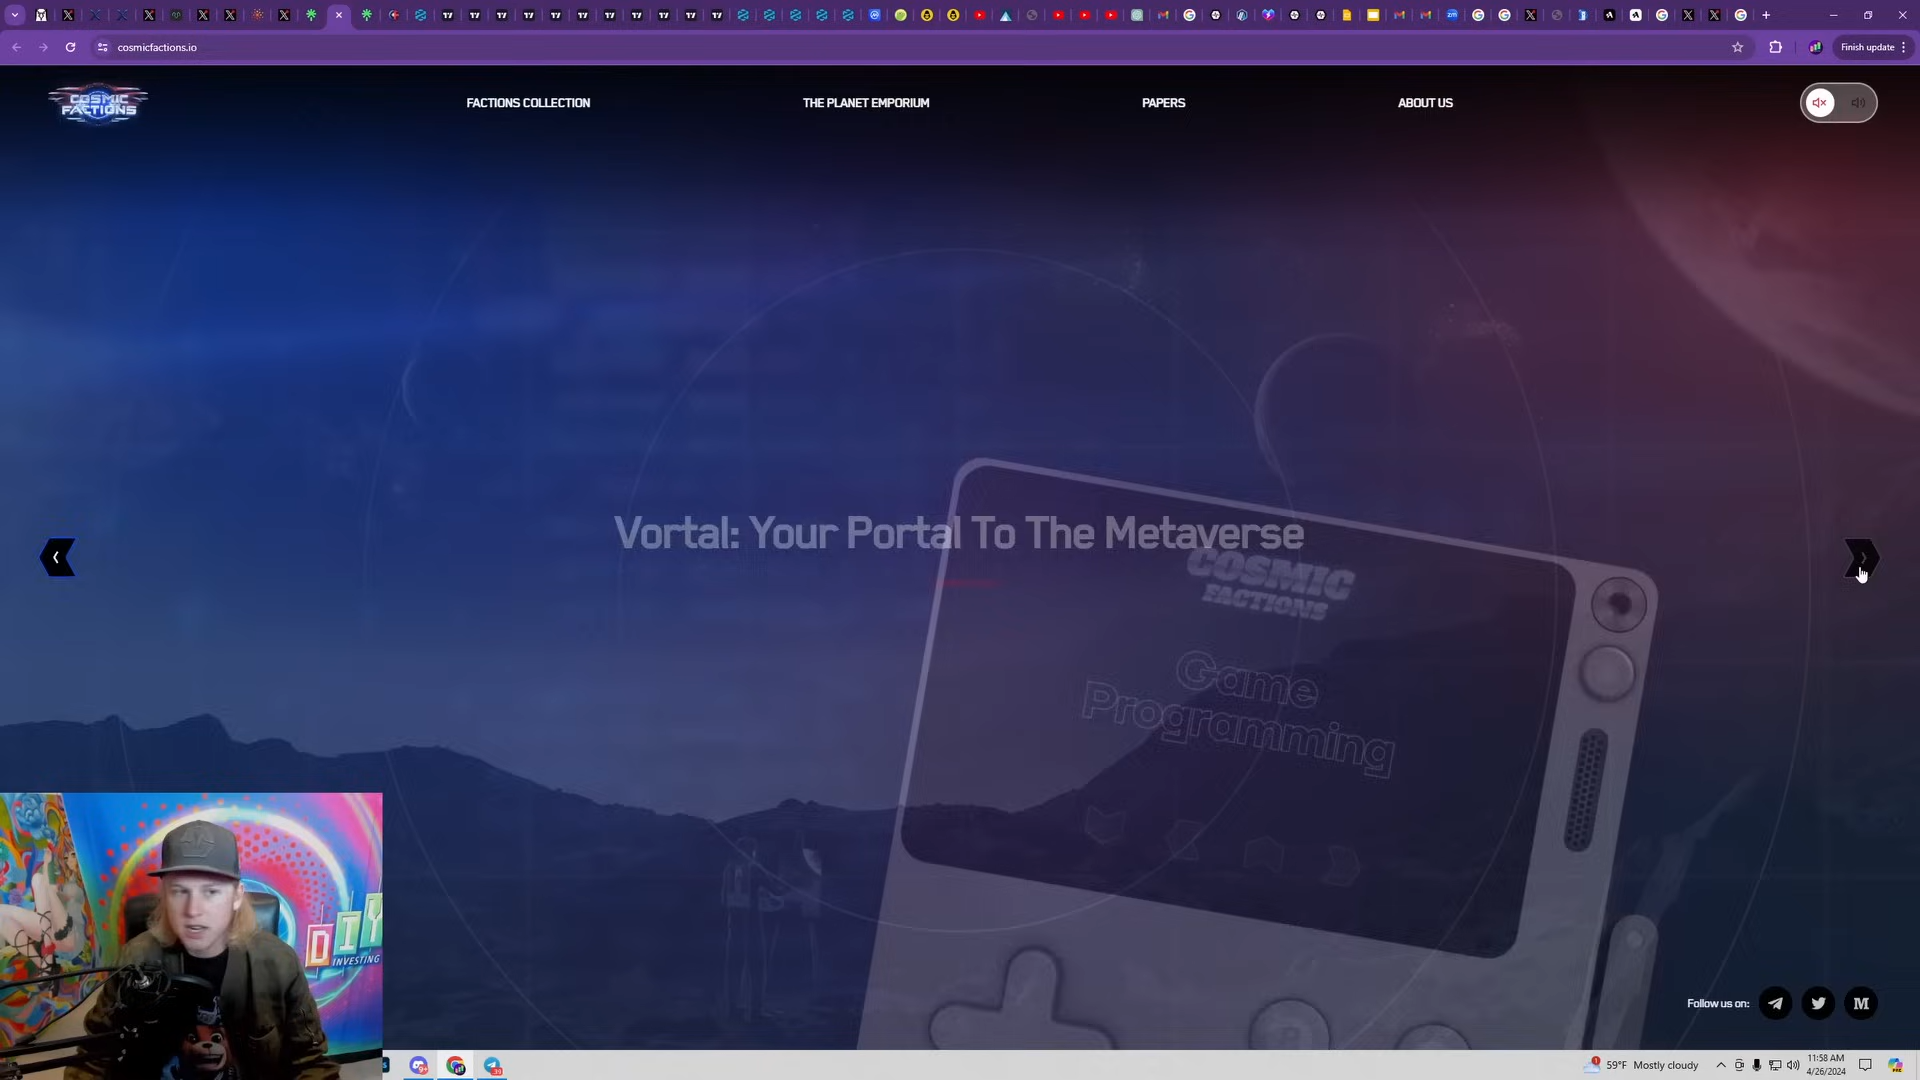 cosmicfactions.io
Finish update
COSMIC
FACTIONS
FACTIONS COLLECTION
THE PLANET EMPORIUM
PAPERS
ABOUT US
Vortal: Your Portal To The Metaverse
COSMIC
FACTIONS
Game
Programming
DIY
INVESTING
Follow us on:
59°F Mostly cloudy
11:58 AM
4/26/2024